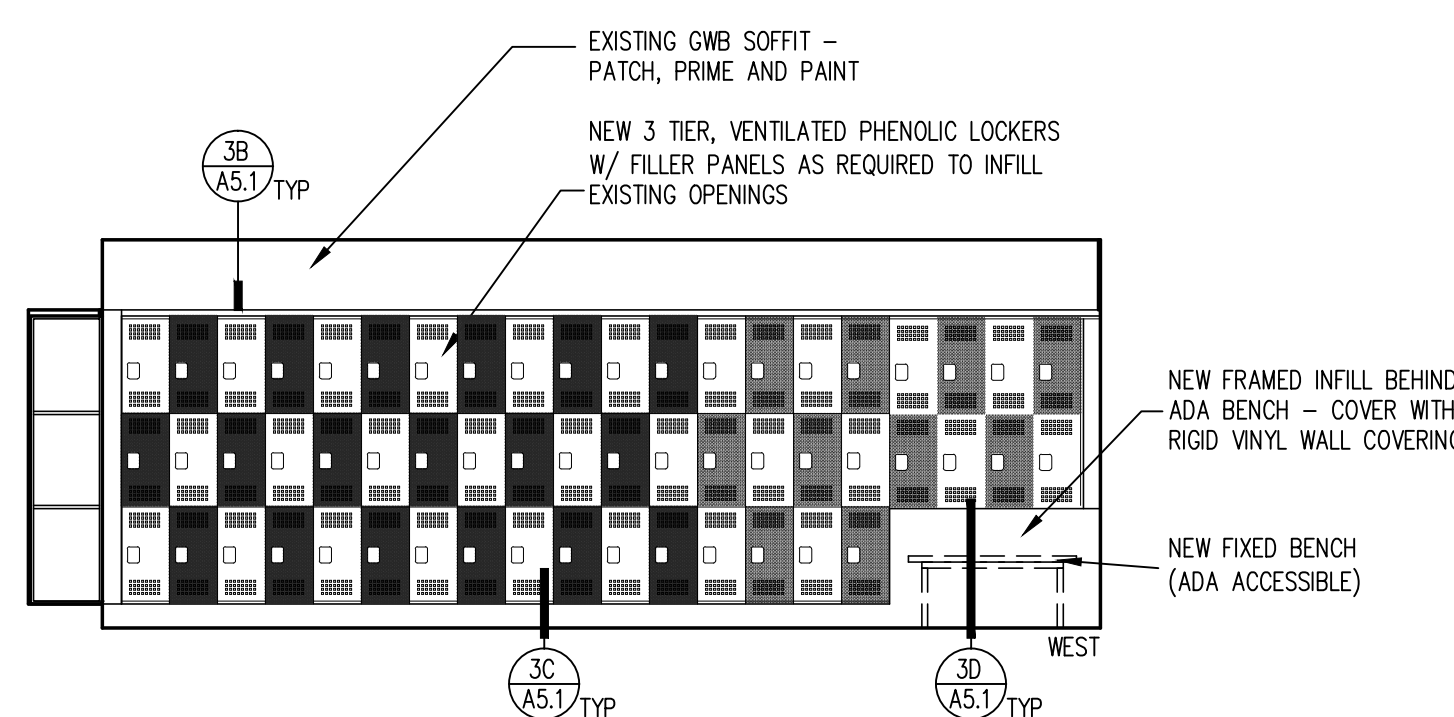 EXISTING GWB SOFFIT –
PATCH, PRIME AND PAINT
NEW 3 TIER, VENTILATED PHENOLIC LOCKERS
W/ FILLER PANELS AS REQUIRED TO INFILL
EXISTING OPENINGS
3B
A5.1
TYP
NEW FRAMED INFILL BEHIND
ADA BENCH – COVER WITH
RIGID VINYL WALL COVERING
NEW FIXED BENCH
(ADA ACCESSIBLE)
WEST
3C
A5.1
TYP
3D
A5.1
TYP